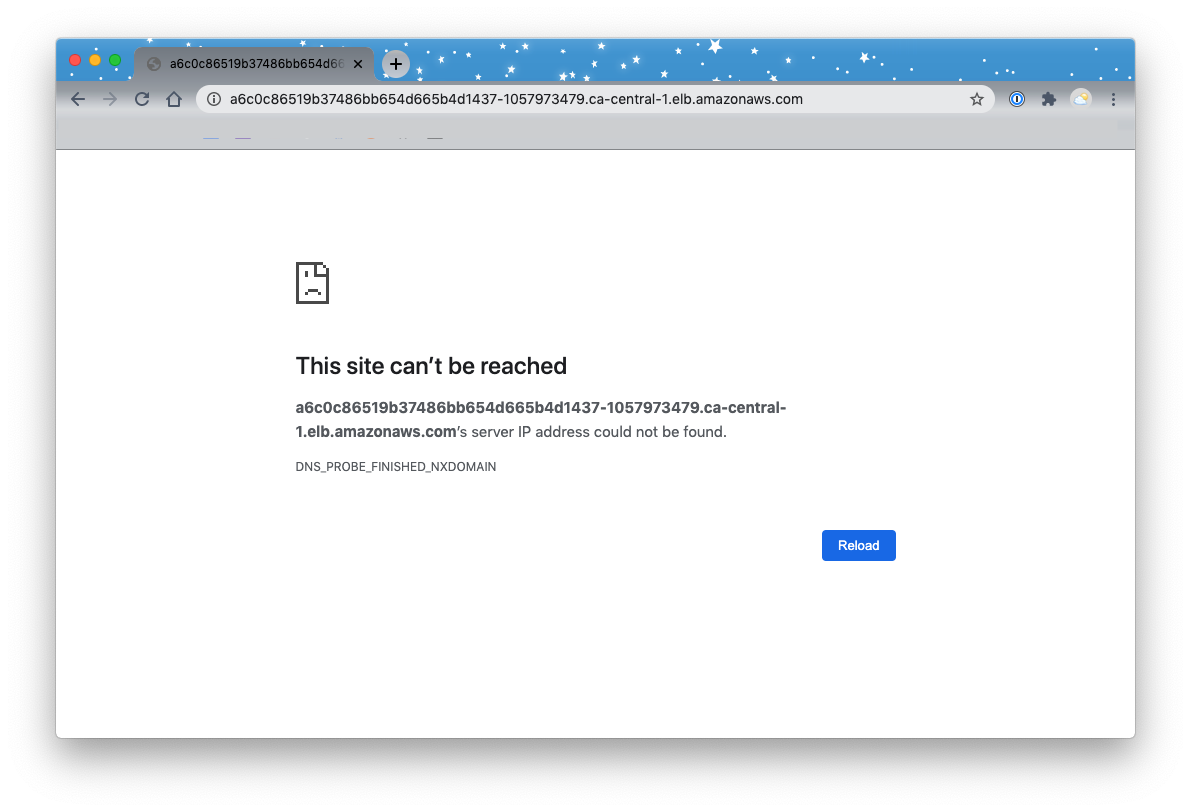 a6c0c86519b37486bb654d66
a6c0c86519b37486bb654d665b4d1437-1057973479.ca-central-1.elb.amazonaws.com
This site can’t be reached
a6c0c86519b37486bb654d665b4d1437-1057973479.ca-central-
1.elb.amazonaws.com’s server IP address could not be found.
DNS_PROBE_FINISHED_NXDOMAIN
Reload